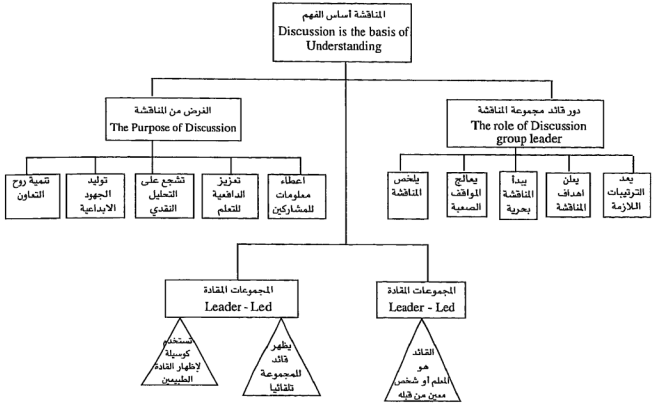 المناقشة أساس الفهم
Discussion is the basis of
Understanding
دور قائد مجموعة المناقشة
The role of Discussion
group leader
الغرض من المناقشة
The Purpose of Discussion
يعد
الترتيبات
اللازمة
يعلن
اهداف
المناقشة
يبدأ
المناقشة
بحرية
يعالج
المواقف
الصعبة
يلخص
المناقشة
اعطاء
معلومات
للمشاركين
تعزيز
الدافعية
للتعلم
تشجع على
التحليل
النقدي
توليد
الجهود
الابداعية
تنمية روح
التعاون
المجموعات المقادة
Leader - Led
المجموعات المقادة
Leader - Led
القائد
هو
المعلم أو شخص
معين من قبله
يظهر
قائد
للمجموعة
تلقائيا
تستخدم
كوسيلة
لإظهار القادة
الطبيعين